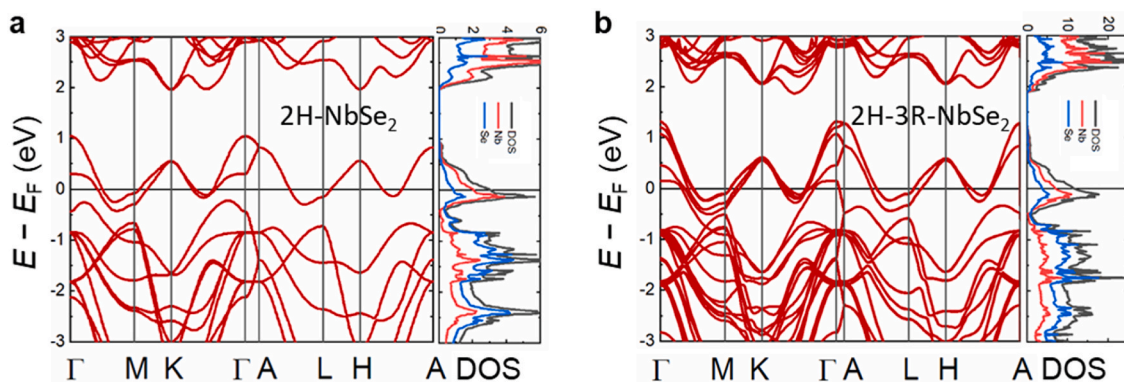 a
E − E_F (eV)
3
2
1
0
-1
-2
-3
2H-NbSe₂
Γ M K Γ A L H A DOS
0 2 4 6
Se
Nb
DOS
b
E − E_F (eV)
3
2
1
0
-1
-2
-3
2H-3R-NbSe₂
Γ M K Γ A L H A DOS
0 10 20
Se
Nb
DOS